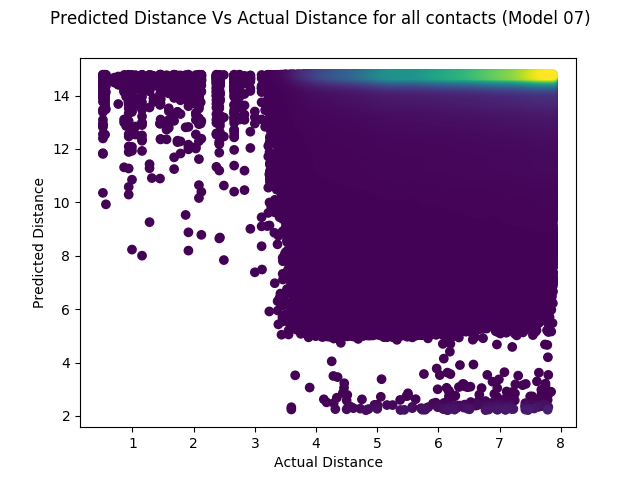 Predicted Distance Vs Actual Distance for all contacts (Model 07)
14
12
10
8
6
4
2
Predicted Distance
1 2 3 4 5 6 7 8
Actual Distance